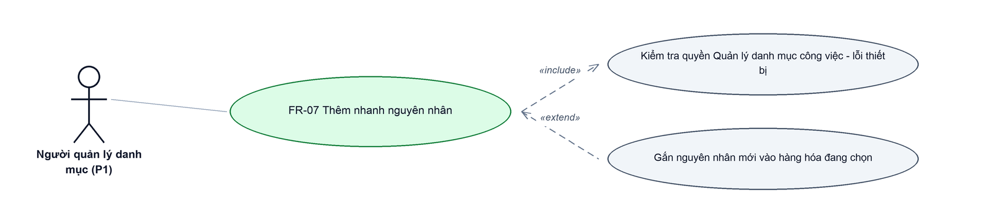 Người quản lý danh
mục (P1)
FR-07 Thêm nhanh nguyên nhân
«include»
«extend»
Kiểm tra quyền Quản lý danh mục công việc - lỗi thiết
bị
Gắn nguyên nhân mới vào hàng hóa đang chọn